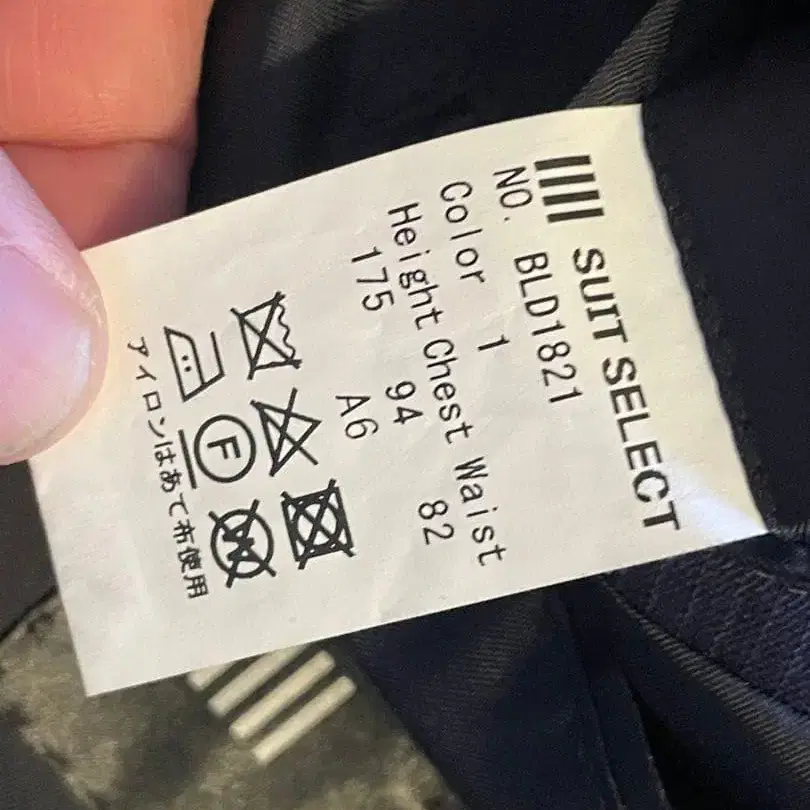 SUIT SELECT
NO. BLD1821
Color 1
Height Chest Waist
175 94 82
A6
F
W
アイロンはあて布使用